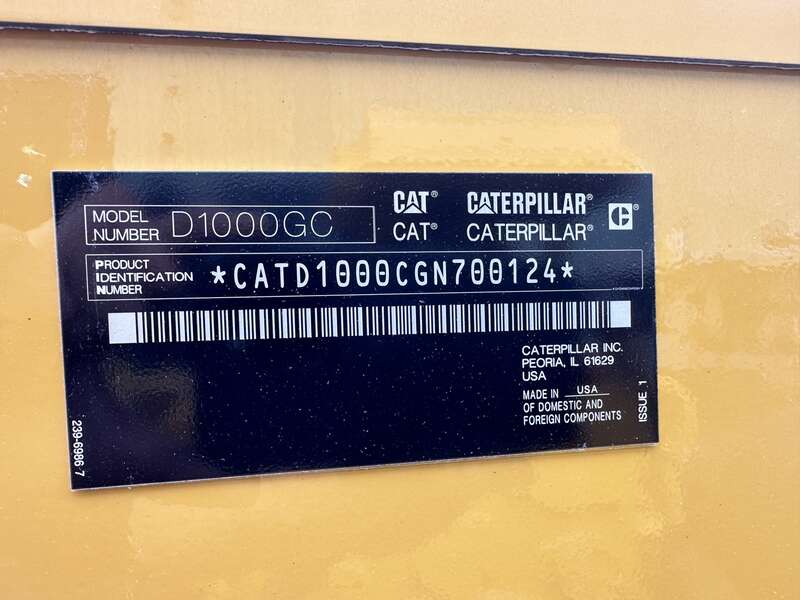 MODEL
NUMBER
D1000GC
CAT® CATERPILLAR® C®
CAT® CATERPILLAR®
PRODUCT
IDENTIFICATION
NUMBER
*CATD1000CGN700124*
CATERPILLAR INC.
PEORIA, IL 61629
USA
MADE IN USA
OF DOMESTIC AND
FOREIGN COMPONENTS
ISSUE 1
239-6986 7